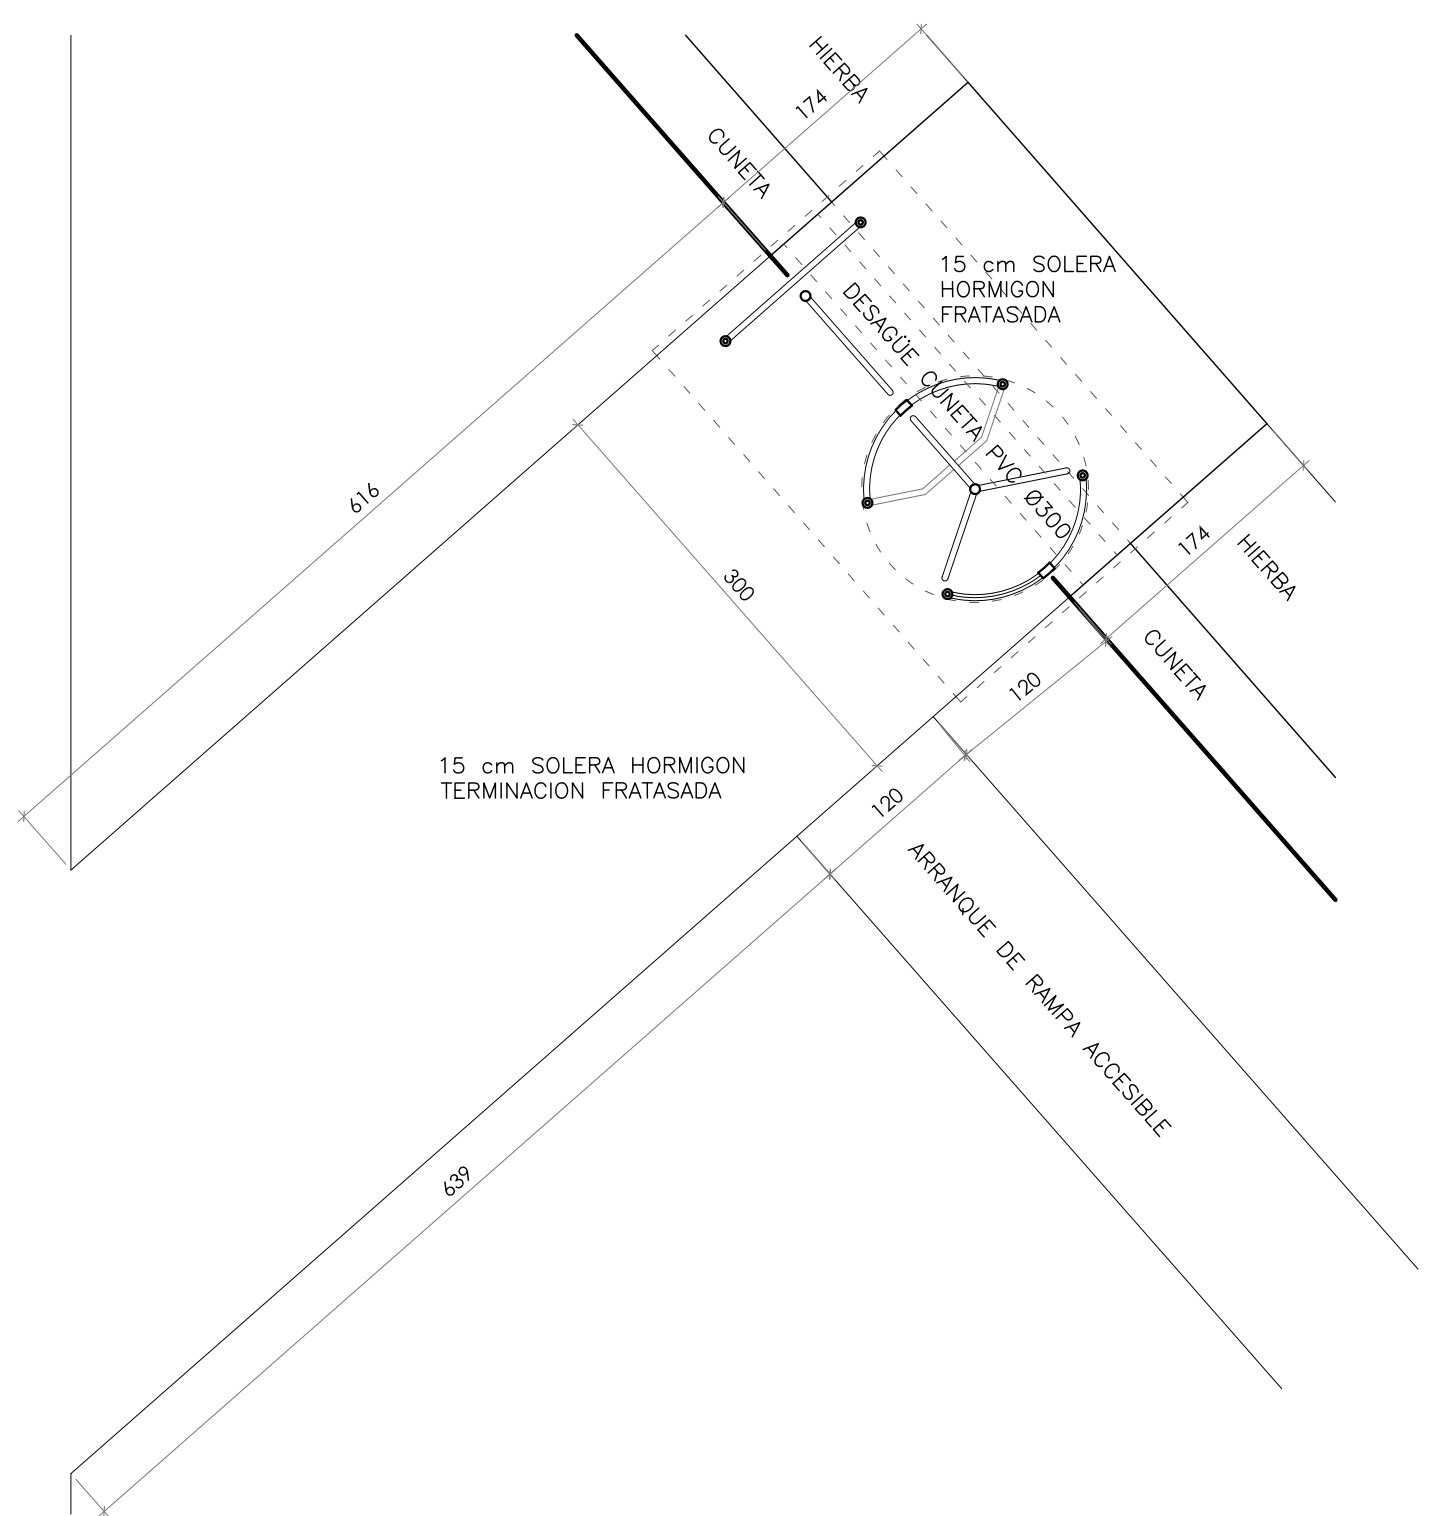 HIERBA
174
CUNETA
15 cm SOLERA
HORMIGON
FRATASADA
DESAGÜE CUNETA PVC Ø300
616
174
HIERBA
300
CUNETA
120
15 cm SOLERA HORMIGON
TERMINACION FRATASADA
120
ARRANQUE DE RAMPA ACCESIBLE
639